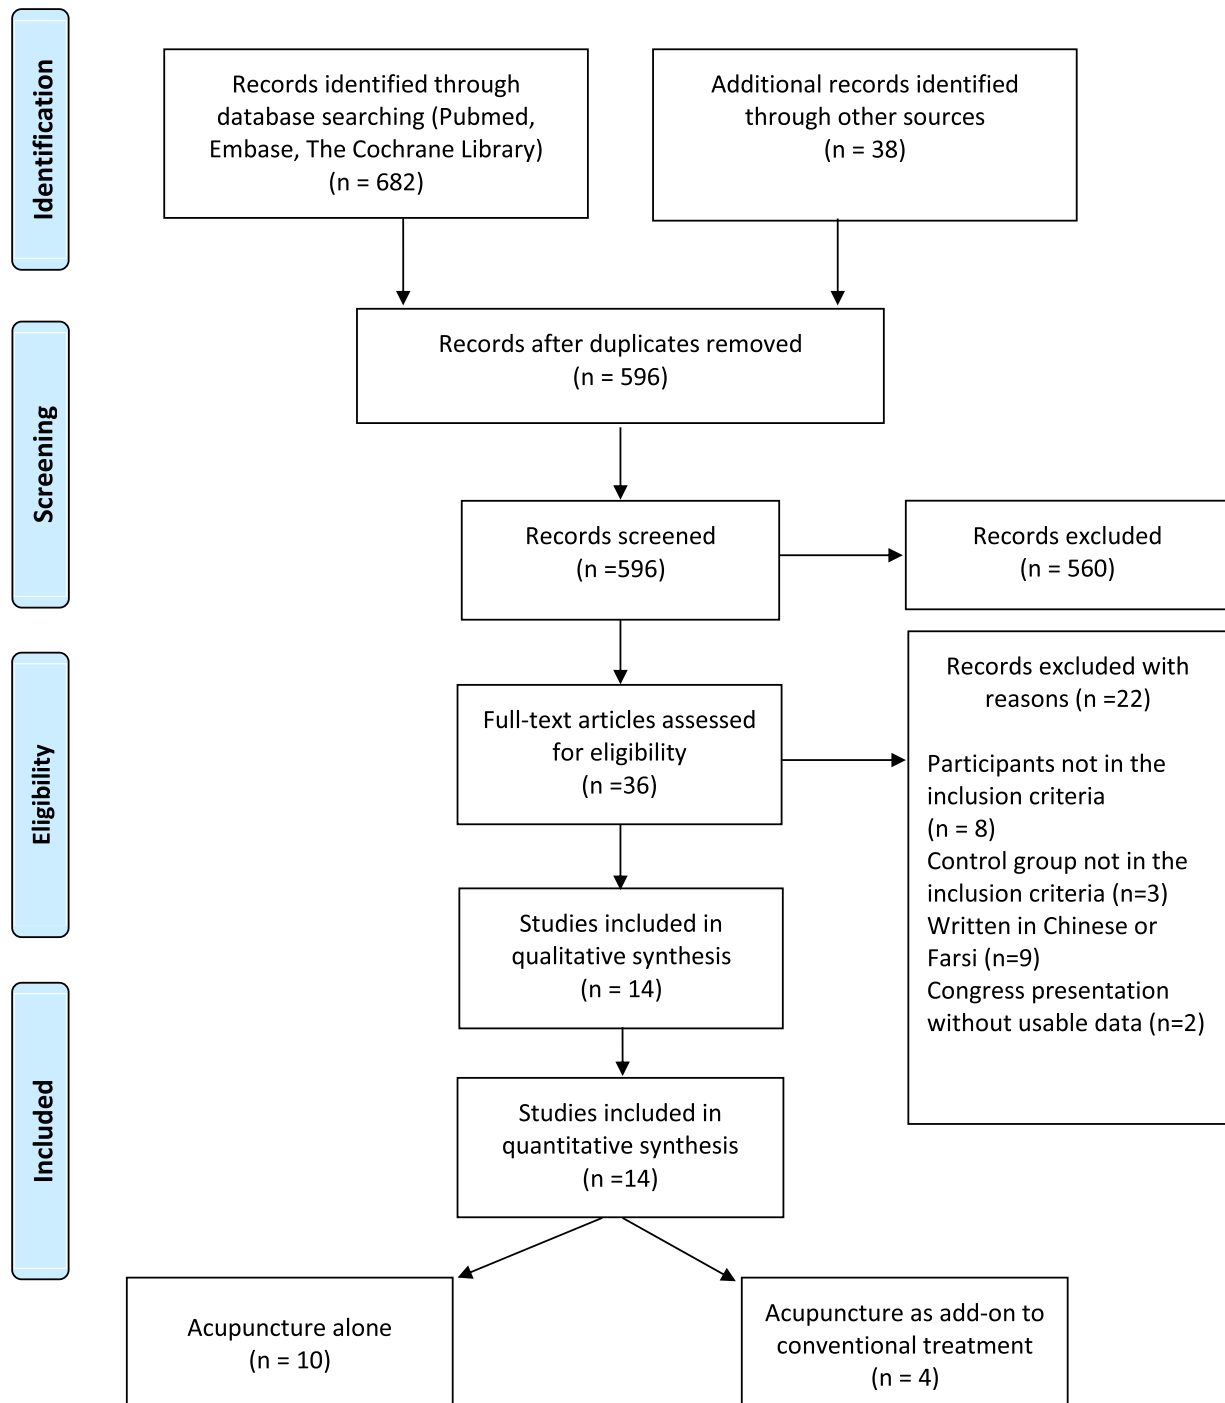 Identification
Records identified through
database searching (Pubmed,
Embase, The Cochrane Library)
(n = 682)
Additional records identified
through other sources
(n = 38)
Screening
Records after duplicates removed
(n = 596)
Records screened
(n =596)
Records excluded
(n = 560)
Eligibility
Full-text articles assessed
for eligibility
(n =36)
Records excluded with
reasons (n =22)
Participants not in the
inclusion criteria
(n = 8)
Control group not in the
inclusion criteria (n=3)
Written in Chinese or
Farsi (n=9)
Congress presentation
without usable data (n=2)
Studies included in
qualitative synthesis
(n = 14)
Included
Studies included in
quantitative synthesis
(n =14)
Acupuncture alone
(n = 10)
Acupuncture as add-on to
conventional treatment
(n = 4)